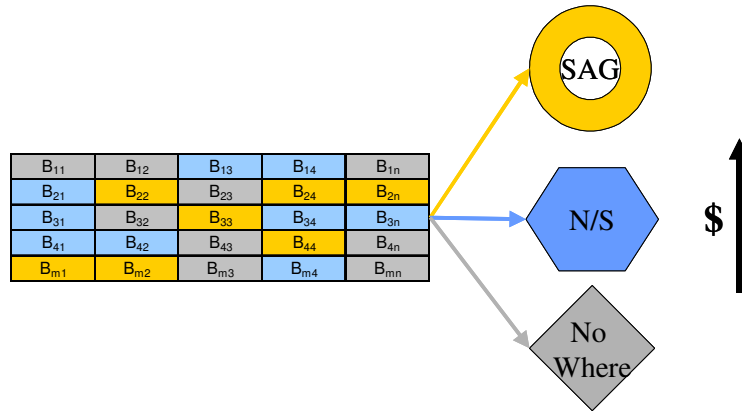 SAG
B11 B12 B13 B14 B1n
B21 B22 B23 B24 B2n
B31 B32 B33 B34 B3n
B41 B42 B43 B44 B4n
Bm1 Bm2 Bm3 Bm4 Bmn
N/S
$
No
Where